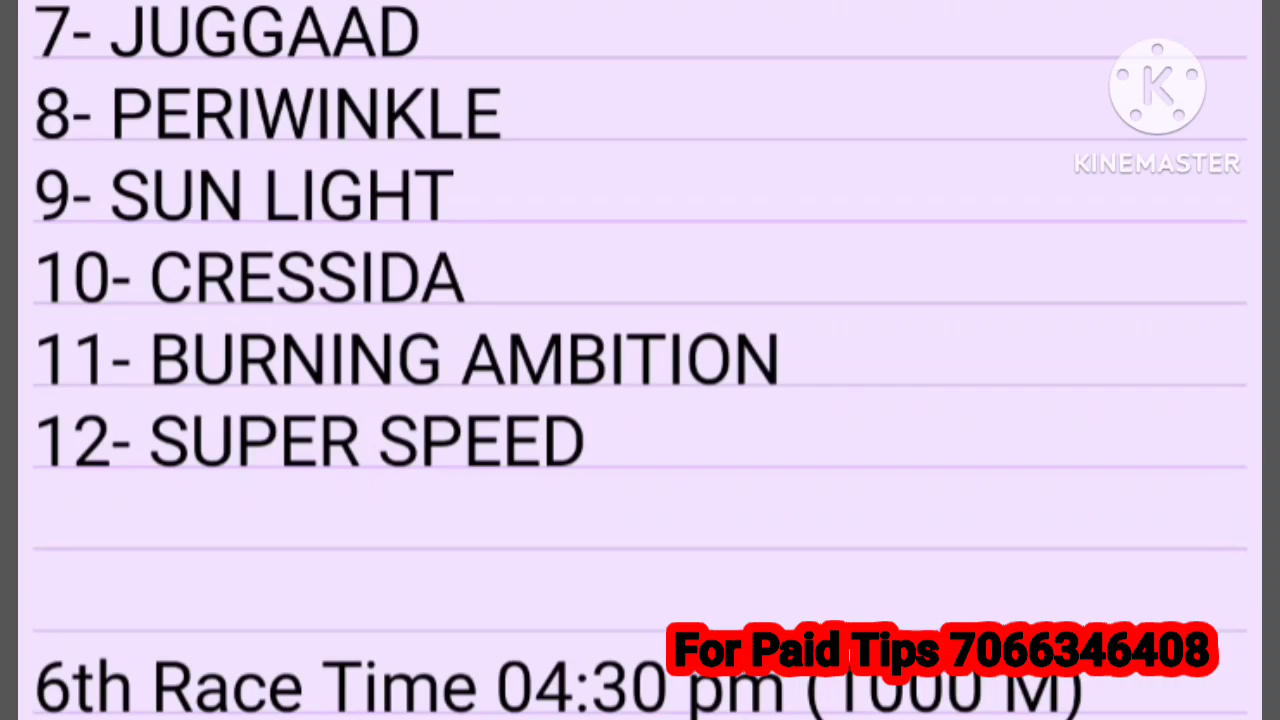 7- JUGGAAD
8- PERIWINKLE
KINEMASTER
9- SUN LIGHT
10- CRESSIDA
11- BURNING AMBITION
12- SUPER SPEED
For Paid Tips 7066346408
6th Race Time 04:30 pm (1000 M)